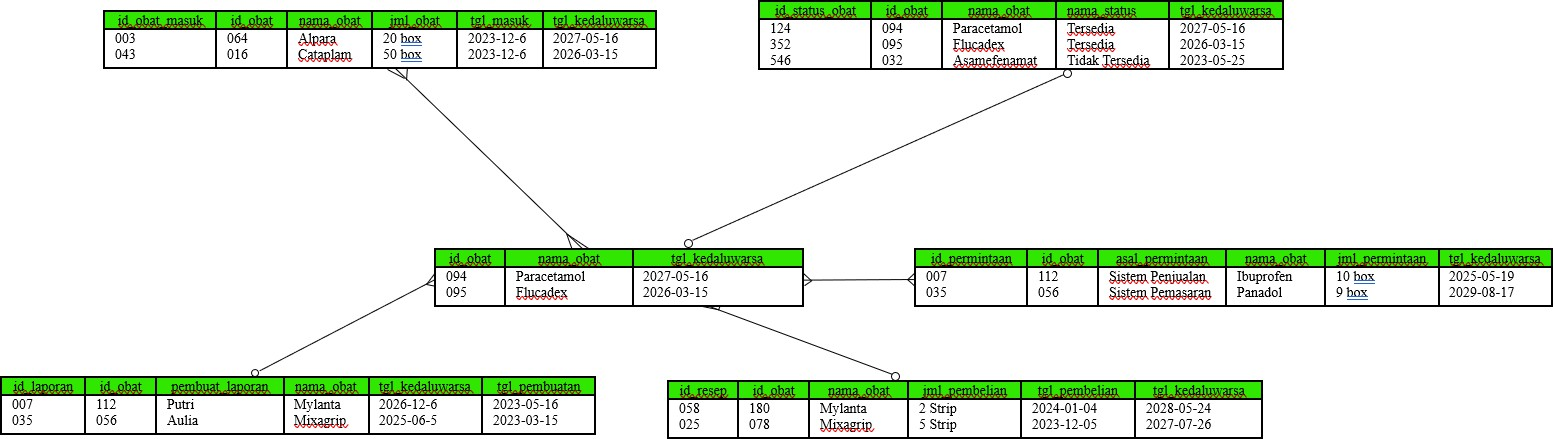 id_obat_masuk id_obat nama_obat jml_obat tgl_masuk tgl_kedaluwarsa
003 064 Alpara 20 box 2023-12-6 2027-05-16
043 016 Cataplam 50 box 2023-12-6 2026-03-15
id_status_obat id_obat nama_obat nama_status tgl_kedaluwarsa
124 094 Paracetamol Tersedia 2027-05-16
352 095 Flucadex Tersedia 2026-03-15
546 032 Asamefenamat Tidak Tersedia 2023-05-25
id_obat nama_obat tgl_kedaluwarsa
094 Paracetamol 2027-05-16
095 Flucadex 2026-03-15
id_permintaan id_obat asal_permintaan nama_obat jml_permintaan tgl_kedaluwarsa
007 112 Sistem Penjualan Ibuprofen 10 box 2025-05-19
035 056 Sistem Pemasaran Panadol 9 box 2029-08-17
id_laporan id_obat pembuat_laporan nama_obat tgl_kedaluwarsa tgl_pembuatan
007 112 Putri Mylanta 2026-12-6 2023-05-16
035 056 Aulia Mixagrip 2025-06-5 2023-03-15
id_resep id_obat nama_obat jml_pembelian tgl_pembelian tgl_kedaluwarsa
058 180 Mylanta 2 Strip 2024-01-04 2028-05-24
025 078 Mixagrip 5 Strip 2023-12-05 2027-07-26